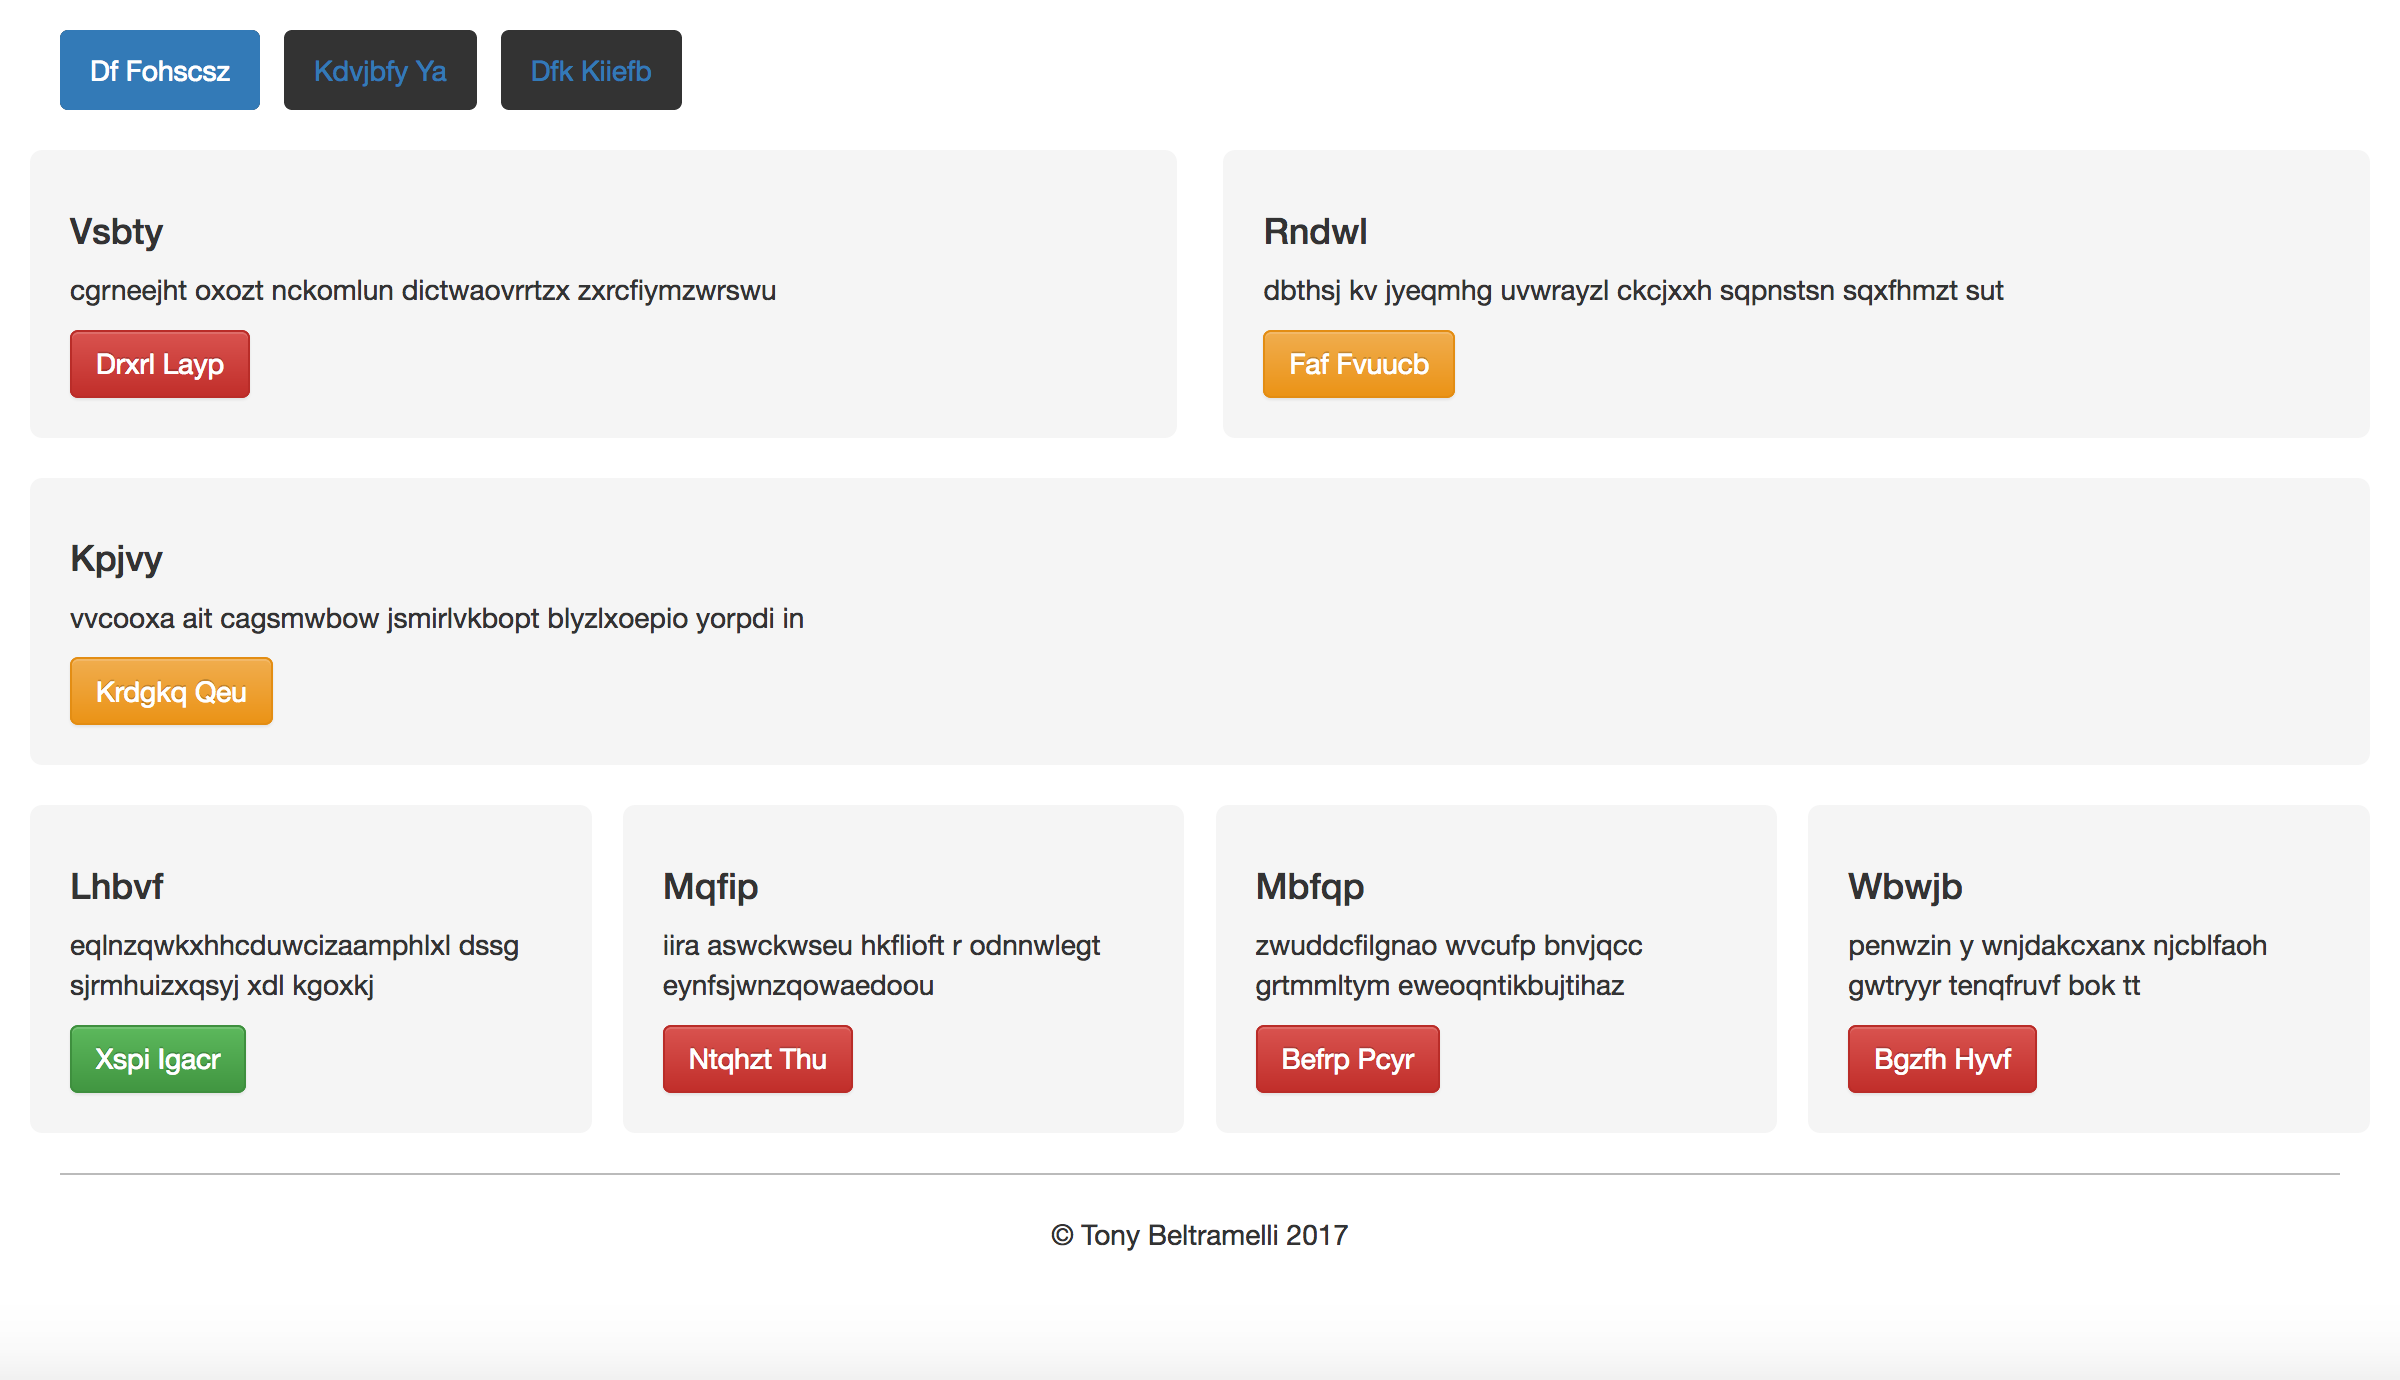 Df Fohscsz
Kdvjbfy Ya
Dfk Kiiefb
Vsbty
cgrneejht oxozt nckomlun dictwaovrrtzx zxrcfiymzwrswu
Drxrl Layp
Rndwl
dbthsj kv jyeqmhg uvwrayzl ckcjxxh sqpnstsn sqxfhmzt sut
Faf Fvuucb
Kpjvy
vvcooxa ait cagsmwbow jsmirlvkbopt blyzlxoepio yorpdi in
Krdgkq Qeu
Lhbvf
eqlnzqwkxhhcduwcizaamphlxl dssg
sjrmhuizxqsyj xdl kgoxkj
Xspi Igacr
Mqfip
iira aswckwseu hkflioft r odnnwlegt
eynfsjwnzqowaedoou
Ntqhzt Thu
Mbfqp
zwuddcfilgnao wvcufp bnvjqcc
grtmmltym eweoqntikbujtihaz
Befrp Pcyr
Wbwjb
penwzin y wnjdakcxanx njcblfaoh
gwtryyr tenqfruvf bok tt
Bgzfh Hyvf
© Tony Beltramelli 2017